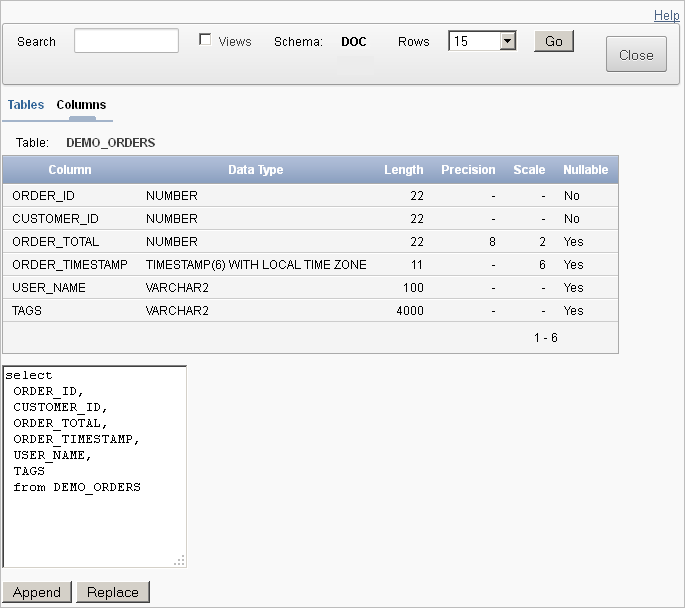 Help
Search Views Schema: DOC Rows 15 Go Close
Tables Columns
Table: DEMO_ORDERS
Column Data Type Length Precision Scale Nullable
ORDER_ID NUMBER 22 - - No
CUSTOMER_ID NUMBER 22 - - No
ORDER_TOTAL NUMBER 22 8 2 Yes
ORDER_TIMESTAMP TIMESTAMP(6) WITH LOCAL TIME ZONE 11 - 6 Yes
USER_NAME VARCHAR2 100 - - Yes
TAGS VARCHAR2 4000 - - Yes
1 - 6
select
ORDER_ID,
CUSTOMER_ID,
ORDER_TOTAL,
ORDER_TIMESTAMP,
USER_NAME,
TAGS
from DEMO_ORDERS
Append Replace